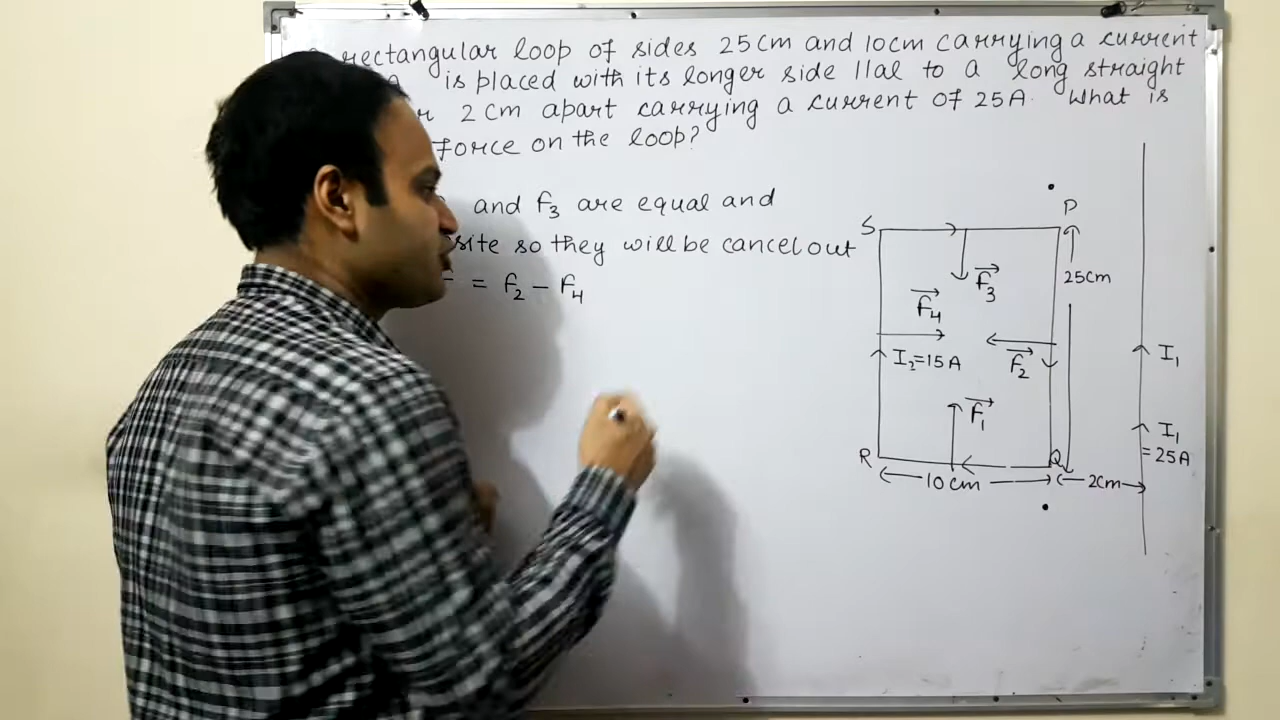 rectangular loop of sides 25cm and 10cm carrying a current
is placed with its longer side llal to a long straight
2cm apart carrying a current of 25A. What is
force on the loop?
and F3 are equal and
so they will be cancel out
= F2 - F4
S
P
F3
25cm
F4
I2=15A
F2
I1
F1
I1
=25A
R
Q
10cm
2cm